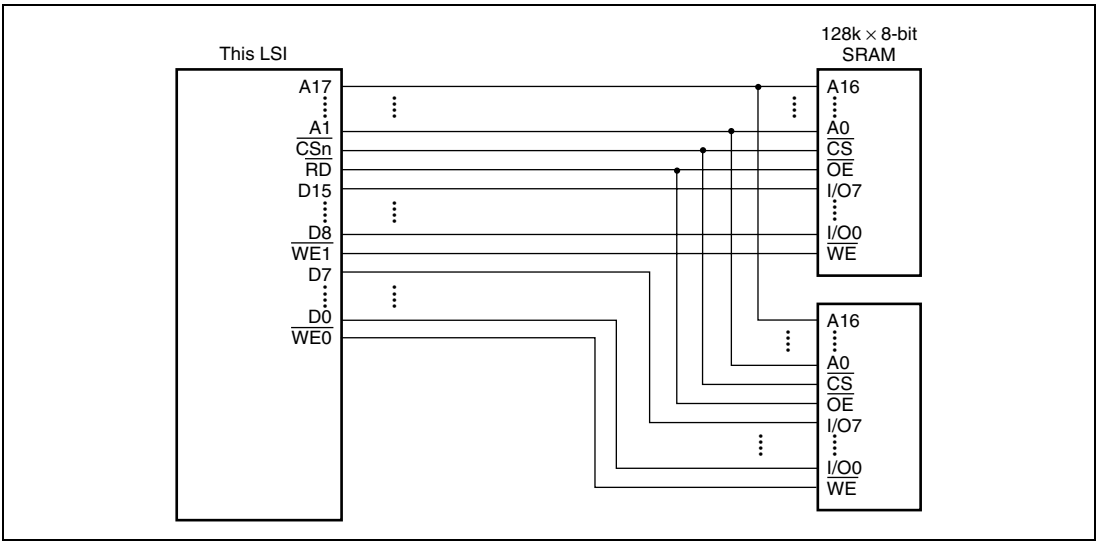 This LSI
A17
A1
CSn
RD
D15
D8
WE1
D7
D0
WE0
128k × 8-bit
SRAM
A16
A0
CS
OE
I/O7
I/O0
WE
A16
A0
CS
OE
I/O7
I/O0
WE